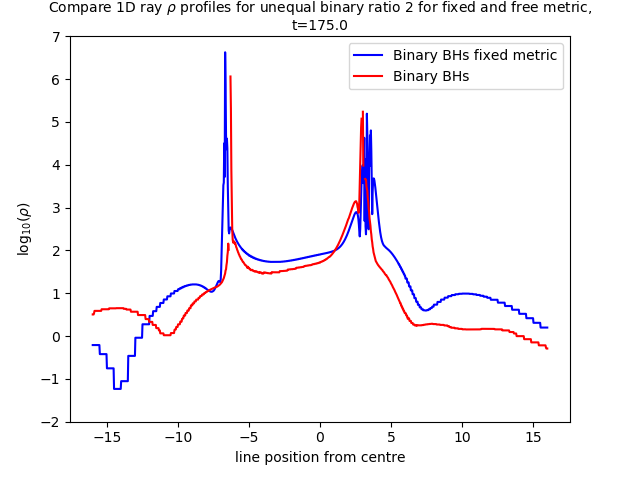 Compare 1D ray ρ profiles for unequal binary ratio 2 for fixed and free metric,
t=175.0
7
6
5
4
3
2
1
0
−1
−2
log₁₀(ρ)
Binary BHs fixed metric
Binary BHs
−15 −10 −5 0 5 10 15
line position from centre